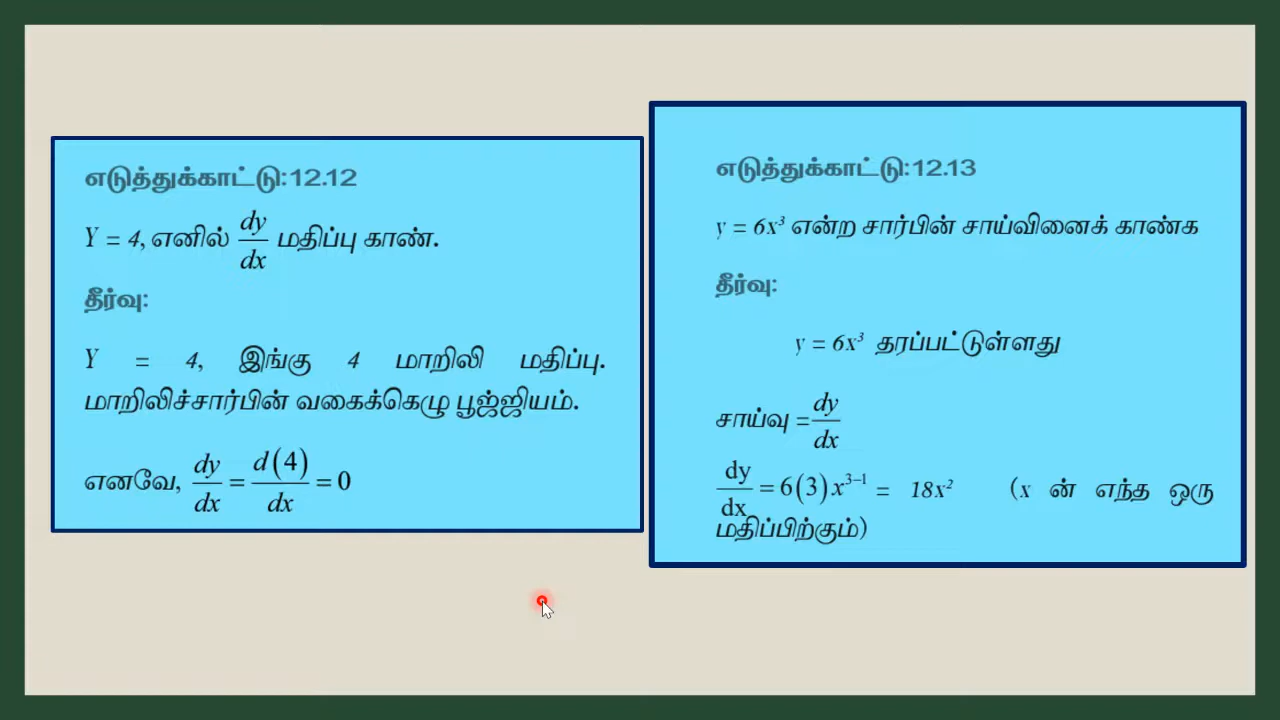 எடுத்துக்காட்டு:12.12
Y = 4, எனில் dy/dx மதிப்பு காண்.
தீர்வு:
Y = 4, இங்கு 4 மாறிலி மதிப்பு.
மாறிலிச்சார்பின் வகைக்கெழு பூஜ்ஜியம்.
எனவே, dy/dx = d(4)/dx = 0
எடுத்துக்காட்டு:12.13
y = 6x³ என்ற சார்பின் சாய்வினைக் காண்க
தீர்வு:
y = 6x³ தரப்பட்டுள்ளது
சாய்வு = dy/dx
dy/dx = 6(3)x³⁻¹ = 18x² (x ன் எந்த ஒரு
மதிப்பிற்கும்)